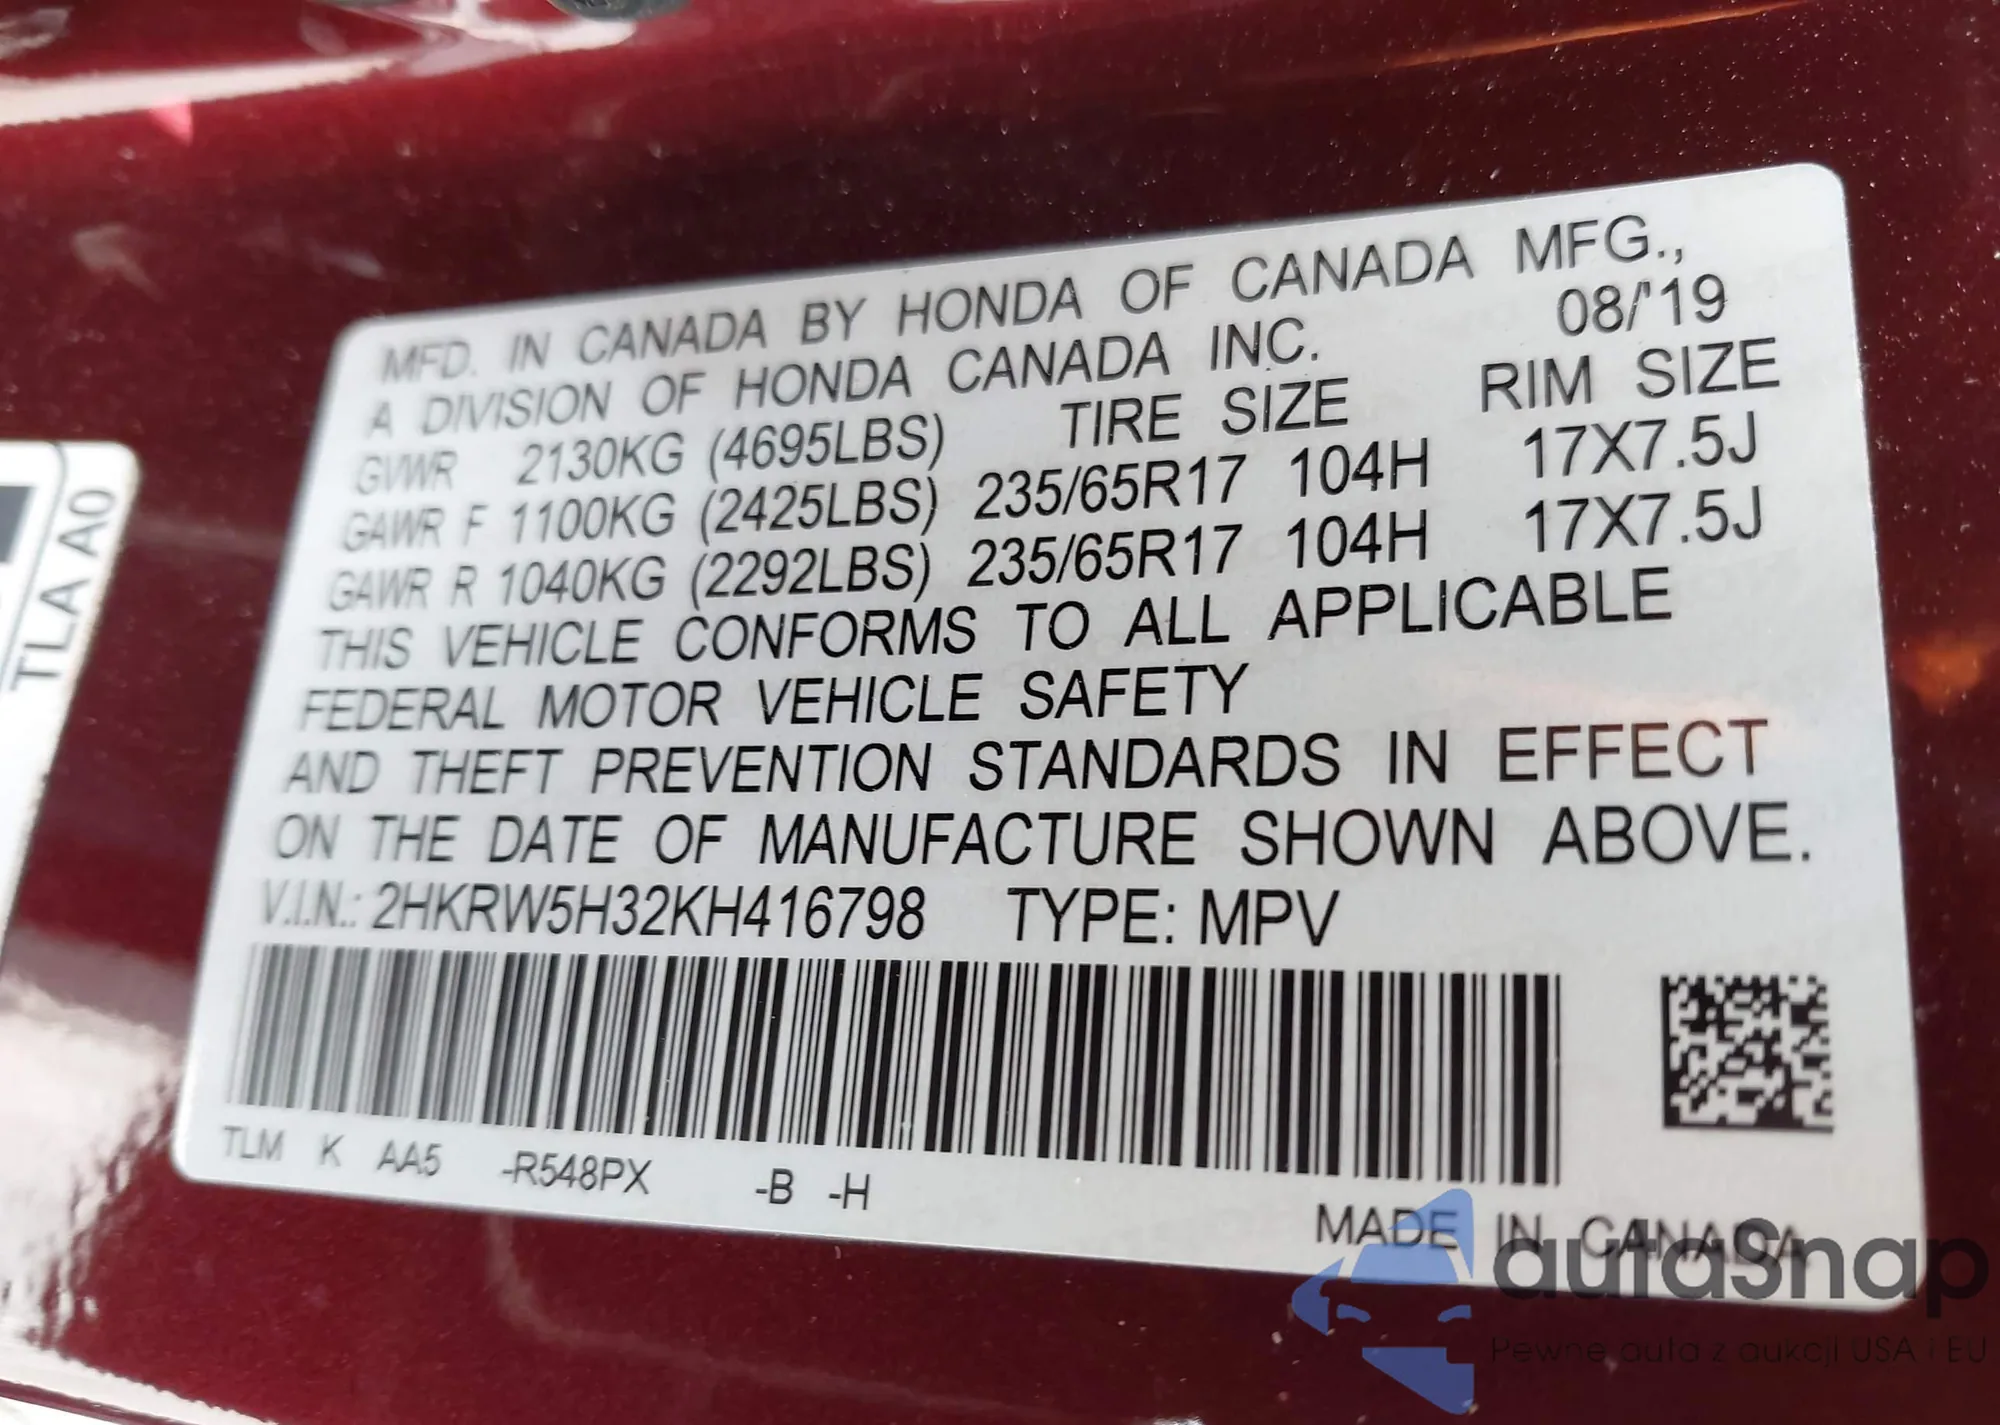 MFD. IN CANADA BY HONDA OF CANADA MFG.,
A DIVISION OF HONDA CANADA INC. 08/'19
GVWR 2130KG (4695LBS) TIRE SIZE RIM SIZE
GAWR F 1100KG (2425LBS) 235/65R17 104H 17X7.5J
GAWR R 1040KG (2292LBS) 235/65R17 104H 17X7.5J
THIS VEHICLE CONFORMS TO ALL APPLICABLE
FEDERAL MOTOR VEHICLE SAFETY
AND THEFT PREVENTION STANDARDS IN EFFECT
ON THE DATE OF MANUFACTURE SHOWN ABOVE.
V.I.N.: 2HKRW5H32KH416798 TYPE: MPV
TLM K AA5 -R548PX -B -H
MADE IN CANADA
TLA A0
autaSnap
Pewne auta z aukcji USA i EU